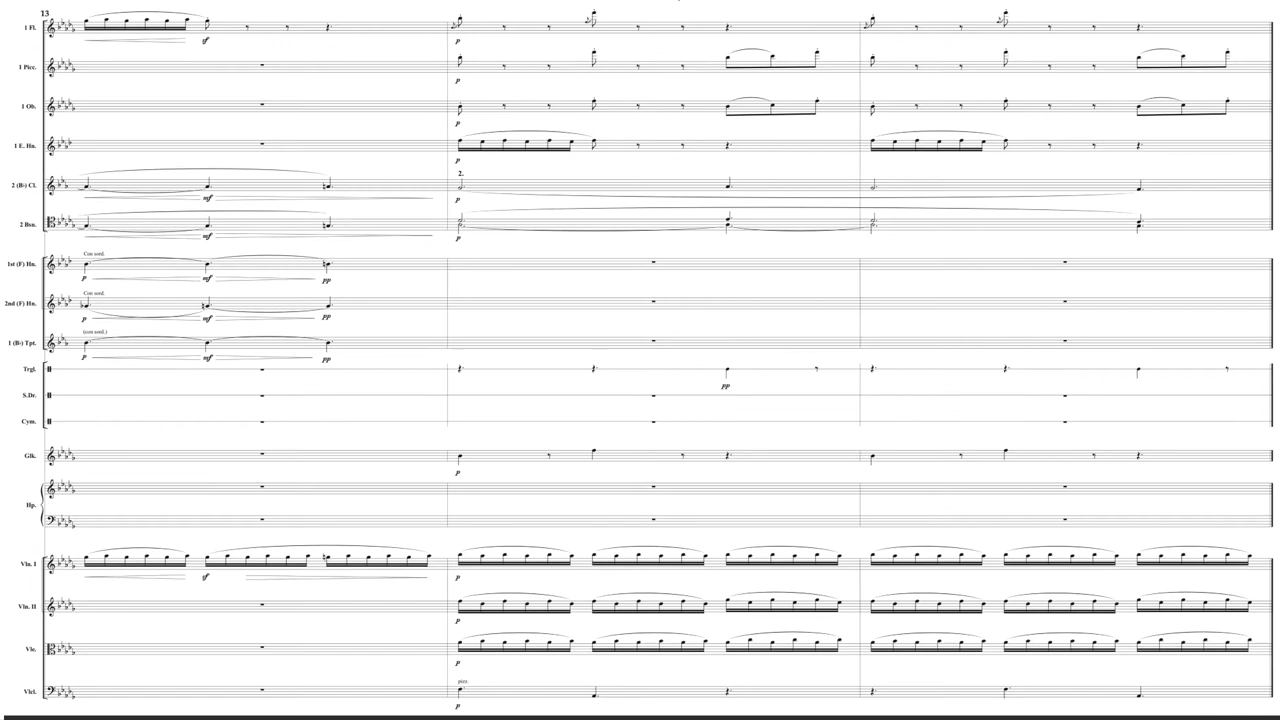 13
1 Fl.
sf
p
1 Picc.
p
1 Ob.
p
1 E. Hn.
p
2.
2 (B♭) Cl.
mf
p
2 Bsn.
mf
p
Con sord.
1st (F) Hn.
p mf pp
Con sord.
2nd (F) Hn.
p mf pp
(con sord.)
1 (B♭) Tpt.
p mf pp
Trgl.
pp
S.Dr.
Cym.
Glk.
p
Hp.
Vln. I
sf
p
Vln. II
p
Vle.
p
pizz.
Vlcl.
p